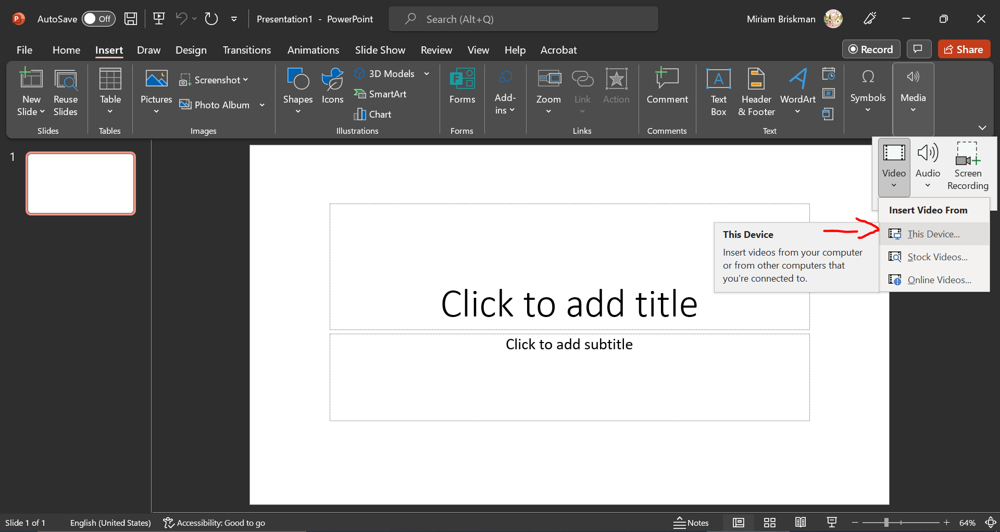 AutoSave Off Presentation1 - PowerPoint Search (Alt+Q) Miriam Briskman
File Home Insert Draw Design Transitions Animations Slide Show Review View Help Acrobat Record Share
New Slide
Reuse Slides
Slides
Table
Tables
Pictures
Screenshot
Photo Album
Images
Shapes
Icons
3D Models
SmartArt
Chart
Illustrations
Forms
Forms
Add-ins
Zoom
Link
Action
Links
Comment
Comments
Text Box
Header & Footer
WordArt
Text
Symbols
Media
Video
Audio
Screen Recording
Insert Video From
This Device...
Stock Videos...
Online Videos...
This Device
Insert videos from your computer
or from other computers that
you're connected to.
1
Click to add title
Click to add subtitle
Slide 1 of 1 English (United States) Accessibility: Good to go Notes 64%